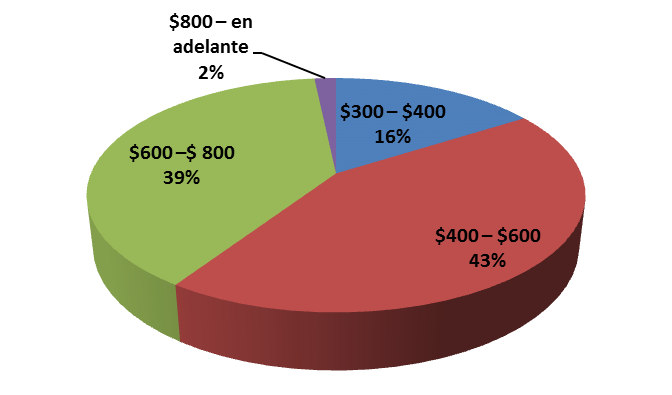 $800 – en
adelante
2%
$300 – $400
16%
$600 –$ 800
39%
$400 – $600
43%